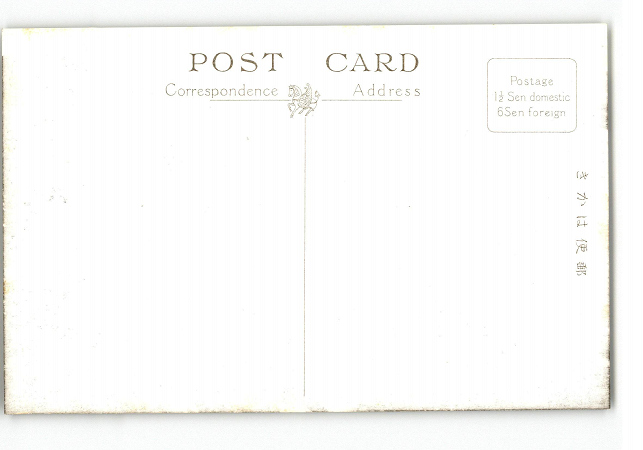 POST CARD
Correspondence Address
Postage
1½ Sen domestic
6Sen foreign
きかは便郵